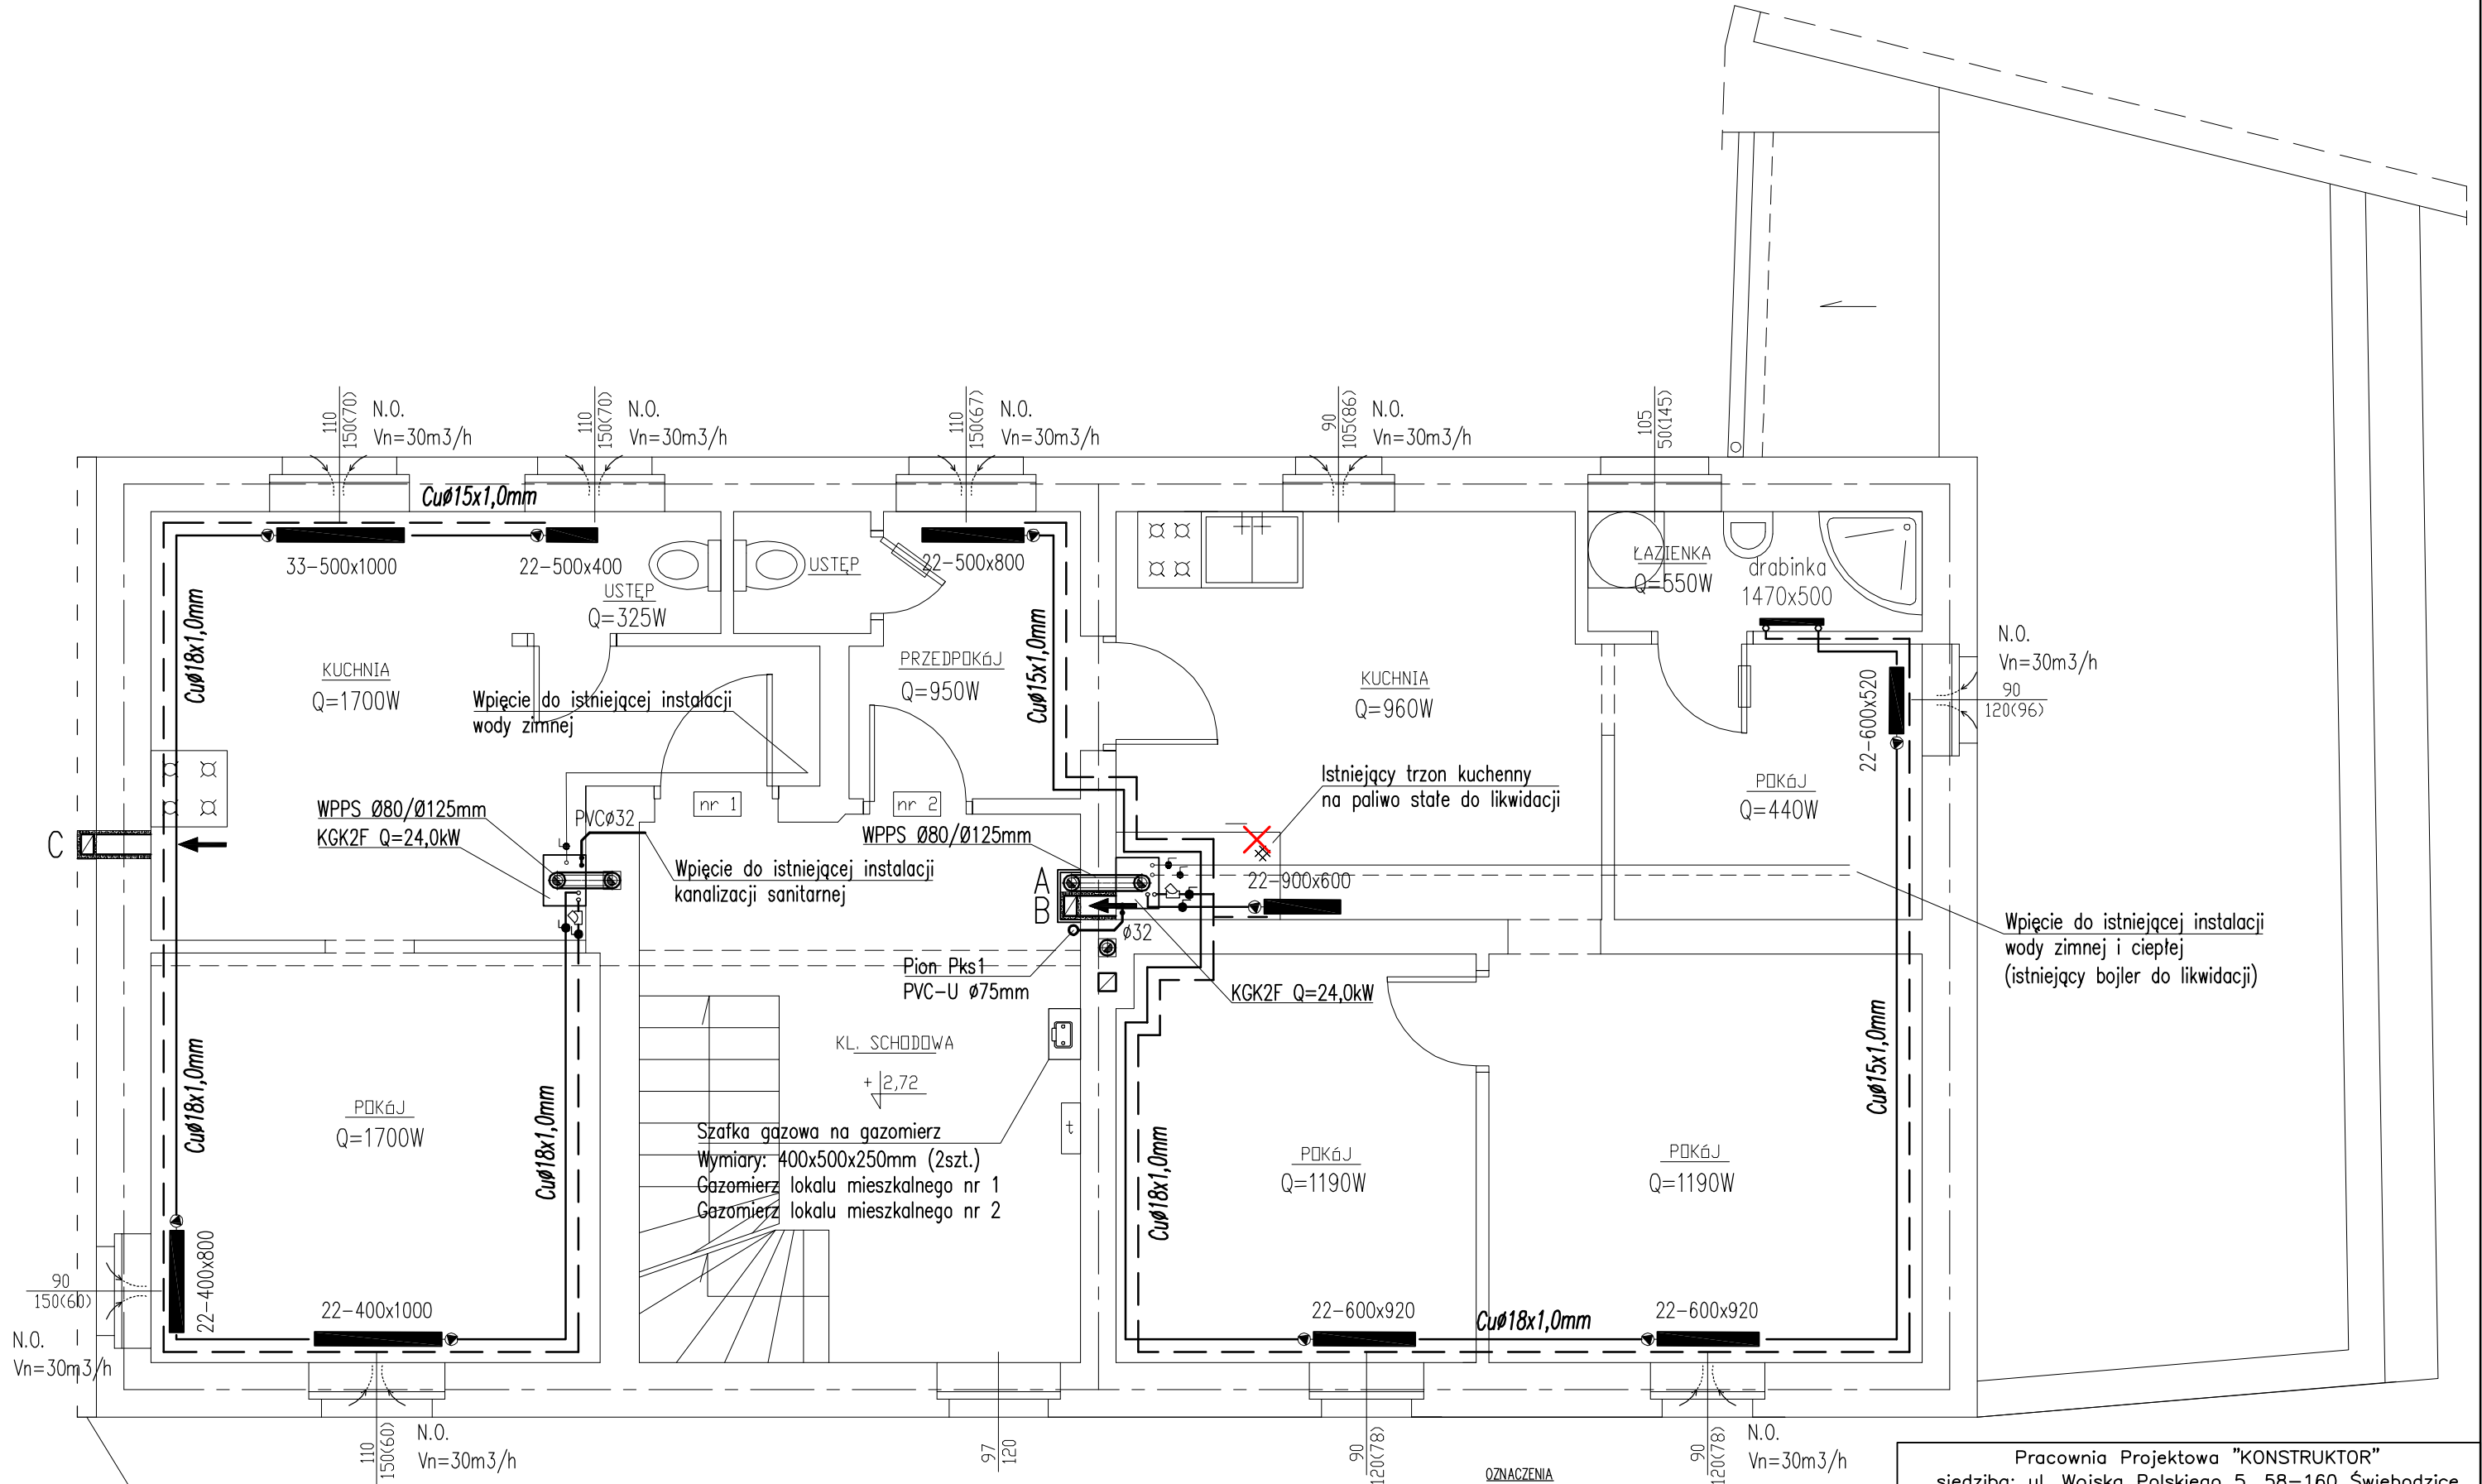 110
150(70)
N.O.
Vn=30m3/h
110
150(70)
N.O.
Vn=30m3/h
110
150(67)
N.O.
Vn=30m3/h
90
105(86)
N.O.
Vn=30m3/h
105
50(145)
Cuø15x1,0mm
33-500x1000
22-500x400
USTĘP
Q=325W
USTĘP
22-500x800
ŁAZIENKA
Q=550W
drabinka
1470x500
Cuø18x1,0mm
KUCHNIA
Q=1700W
Wpięcie do istniejącej instalacji
wody zimnej
PRZEDPOKÓJ
Q=950W
Cuø15x1,0mm
KUCHNIA
Q=960W
22-600x520
N.O.
Vn=30m3/h
90
120(96)
Istniejący trzon kuchenny
na paliwo stałe do likwidacji
POKÓJ
Q=440W
nr 1
nr 2
WPPS Ø80/Ø125mm
KGK2F Q=24,0kW
PVCø32
WPPS Ø80/Ø125mm
C
Wpięcie do istniejącej instalacji
kanalizacji sanitarnej
A
B
22-900x600
ø32
Wpięcie do istniejącej instalacji
wody zimnej i ciepłej
(istniejący bojler do likwidacji)
Pion Pks1
PVC-U ø75mm
KGK2F Q=24,0kW
KL. SCHODOWA
+ 2,72
Cuø18x1,0mm
POKÓJ
Q=1700W
Cuø18x1,0mm
Szafka gazowa na gazomierz
Wymiary: 400x500x250mm (2szt.)
Gazomierz lokalu mieszkalnego nr 1
Gazomierz lokalu mieszkalnego nr 2
t
Cuø18x1,0mm
POKÓJ
Q=1190W
POKÓJ
Q=1190W
Cuø15x1,0mm
22-400x800
22-400x1000
22-600x920
Cuø18x1,0mm
22-600x920
90
150(60)
N.O.
Vn=30m3/h
110
150(60)
N.O.
Vn=30m3/h
97
120
90
120(78)
90
120(78)
N.O.
Vn=30m3/h
OZNACZENIA
Pracownia Projektowa "KONSTRUKTOR"
siedziba: ul. Wojska Polskiego 5, 58-160 Świebodzice